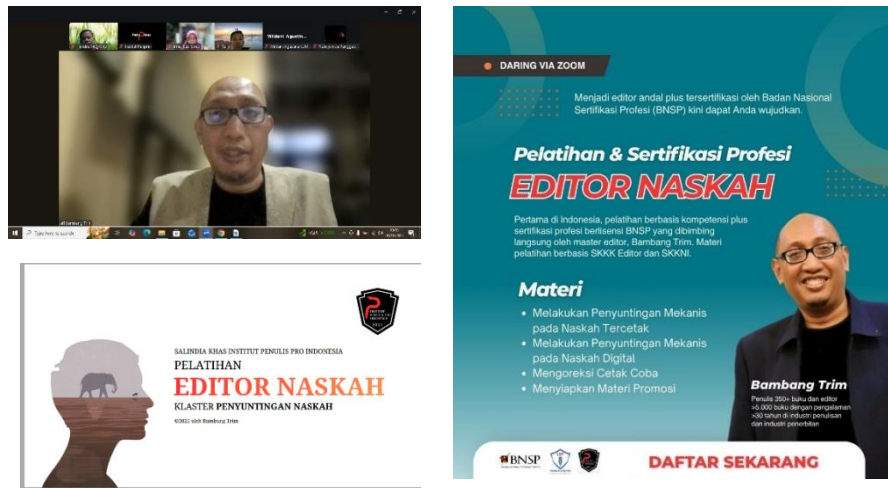 SALINDIA KHAS INSTITUT PENULIS PRO INDONESIA
PELATIHAN
EDITOR NASKAH
KLASTER PENYUNTINGAN NASKAH
©2022 oleh Bambang Trim
DARING VIA ZOOM
Menjadi editor andal plus tersertifikasi oleh Badan Nasional
Sertifikasi Profesi (BNSP) kini dapat Anda wujudkan.
Pelatihan & Sertifikasi Profesi
EDITOR NASKAH
Pertama di Indonesia, pelatihan berbasis kompetensi plus
sertifikasi profesi berlisensi BNSP yang dibimbing
langsung oleh master editor, Bambang Trim. Materi
pelatihan berbasis SKKK Editor dan SKKNI.
Materi
• Melakukan Penyuntingan Mekanis
pada Naskah Tercetak
• Melakukan Penyuntingan Mekanis
pada Naskah Digital
• Mengoreksi Cetak Coba
• Menyiapkan Materi Promosi
Bambang Trim
Penulis 350+ buku dan editor
>5.000 buku dengan pengalaman
>30 tahun di industri penulisan
dan industri penerbitan
BNSP
DAFTAR SEKARANG